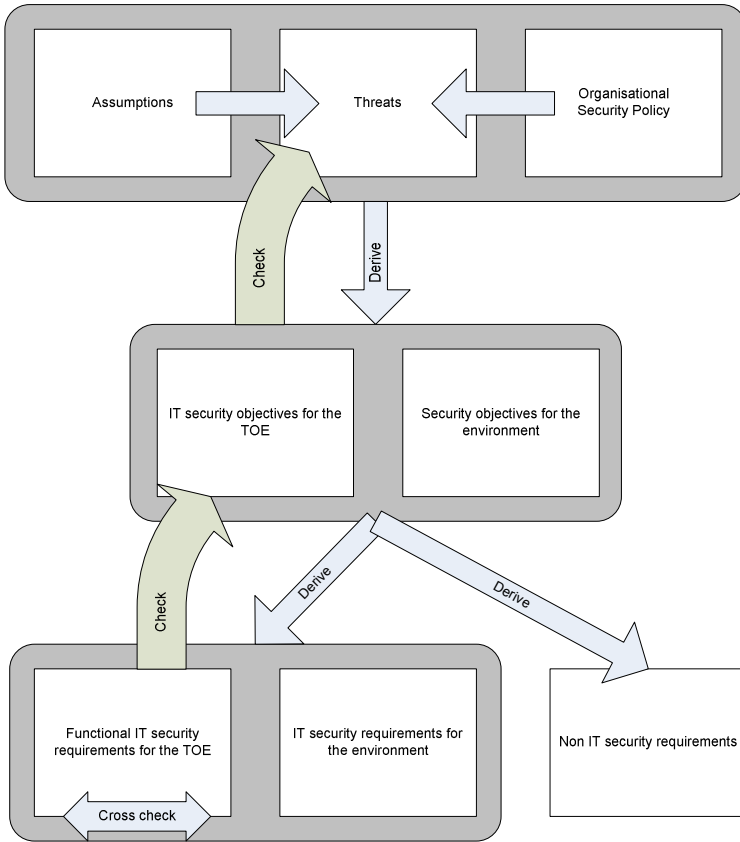 Assumptions
Threats
Organisational
Security Policy
Check
Derive
IT security objectives for the
TOE
Security objectives for the
environment
Check
Derive
Derive
Functional IT security
requirements for the TOE
IT security requirements for
the environment
Non IT security requirements
Cross check